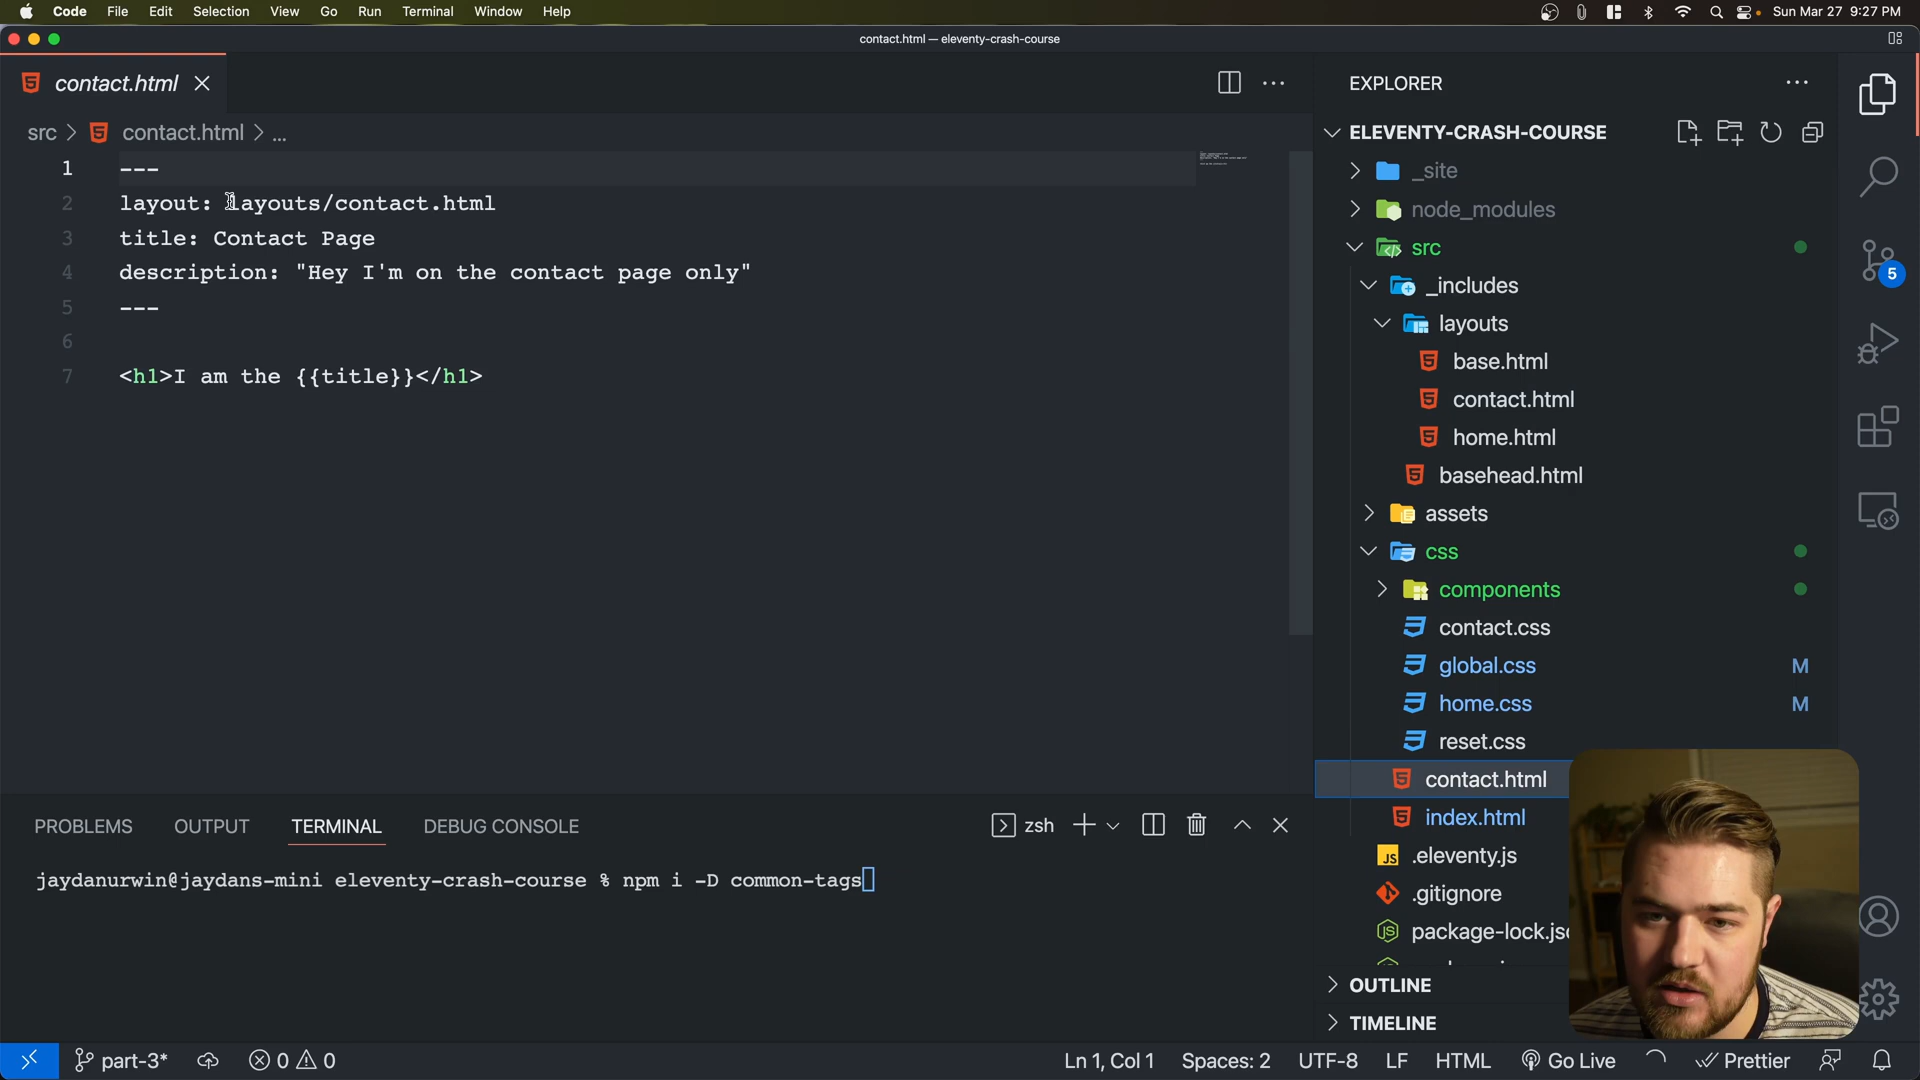 Code File Edit Selection View Go Run Terminal Window Help Sun Mar 27 9:27 PM
contact.html — eleventy-crash-course
contact.html
src > contact.html > ...
1 ---
2 layout: layouts/contact.html
3 title: Contact Page
4 description: "Hey I'm on the contact page only"
5 ---
6
7 <h1>I am the {{title}}</h1>
PROBLEMS OUTPUT TERMINAL DEBUG CONSOLE zsh
jaydanurwin@jaydans-mini eleventy-crash-course % npm i -D common-tags
EXPLORER
ELEVENTY-CRASH-COURSE
_site
node_modules
src
_includes
layouts
base.html
contact.html
home.html
basehead.html
assets
css
components
contact.css
global.css M
home.css M
reset.css
contact.html
index.html
.eleventy.js
.gitignore
package-lock.jso
OUTLINE
TIMELINE
5
part-3* 0 0 Ln 1, Col 1 Spaces: 2 UTF-8 LF HTML Go Live Prettier